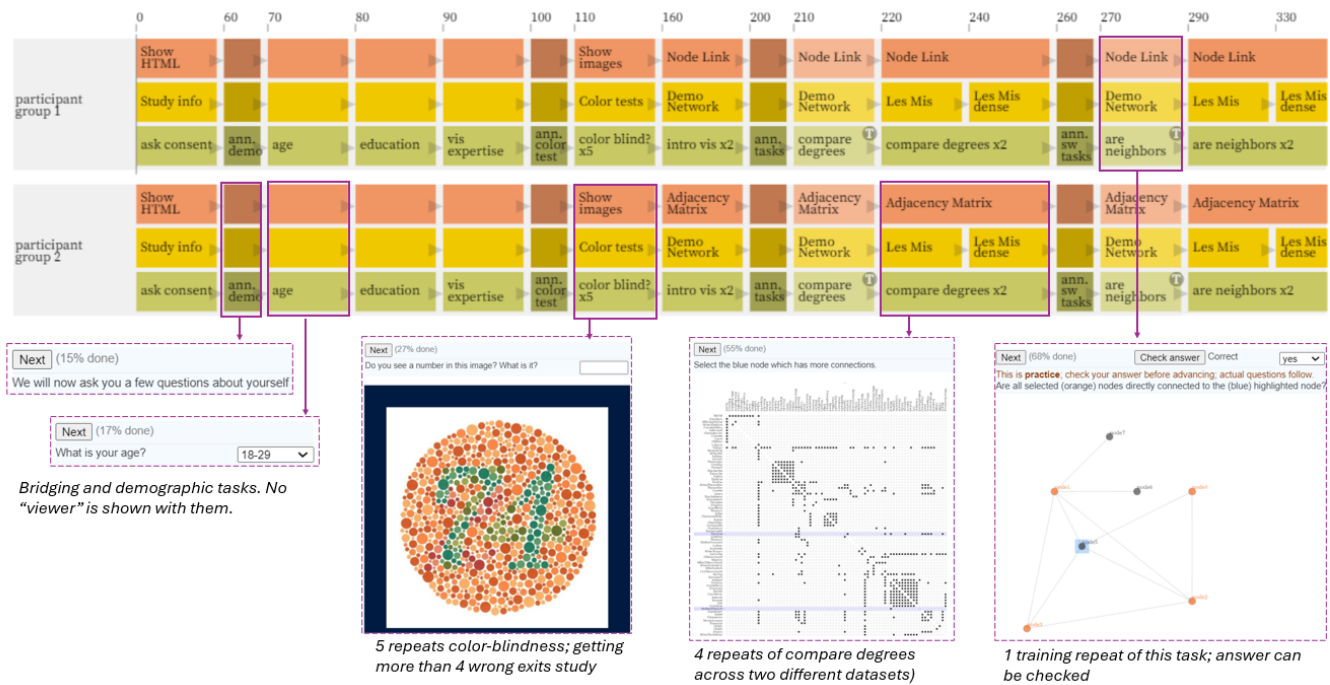 0 60 70 80 90 100 110 160 200 210 220 240 260 270 290 330
participant group 1
Show HTML
Show images
Node Link
Node Link
Node Link
Node Link
Node Link
Study info
Color tests
Demo Network
Demo Network
Les Mis
Les Mis dense
Demo Network
Les Mis
Les Mis dense
ask consent
ann. demo
age
education
vis expertise
ann. color test
color blind? x5
intro vis x2
ann. tasks
compare degrees
T
compare degrees x2
ann. sw tasks
are neighbors
T
are neighbors x2
participant group 2
Show HTML
Show images
Adjacency Matrix
Adjacency Matrix
Adjacency Matrix
Adjacency Matrix
Adjacency Matrix
Study info
Color tests
Demo Network
Demo Network
Les Mis
Les Mis dense
Demo Network
Les Mis
Les Mis dense
ask consent
ann. demo
age
education
vis expertise
ann. color test
color blind? x5
intro vis x2
ann. tasks
compare degrees
T
compare degrees x2
ann. sw tasks
are neighbors
T
are neighbors x2
Next (15% done)
We will now ask you a few questions about yourself
Next (17% done)
What is your age? 18-29
Bridging and demographic tasks. No
"viewer" is shown with them.
Next (27% done)
Do you see a number in this image? What is it?
74
5 repeats color-blindness; getting
more than 4 wrong exits study
Next (55% done)
Select the blue node which has more connections.
4 repeats of compare degrees
across two different datasets)
Next (68% done) Check answer Correct yes
This is practice; check your answer before advancing; actual questions follow.
Are all selected (orange) nodes directly connected to the (blue) highlighted node?
1 training repeat of this task; answer can
be checked